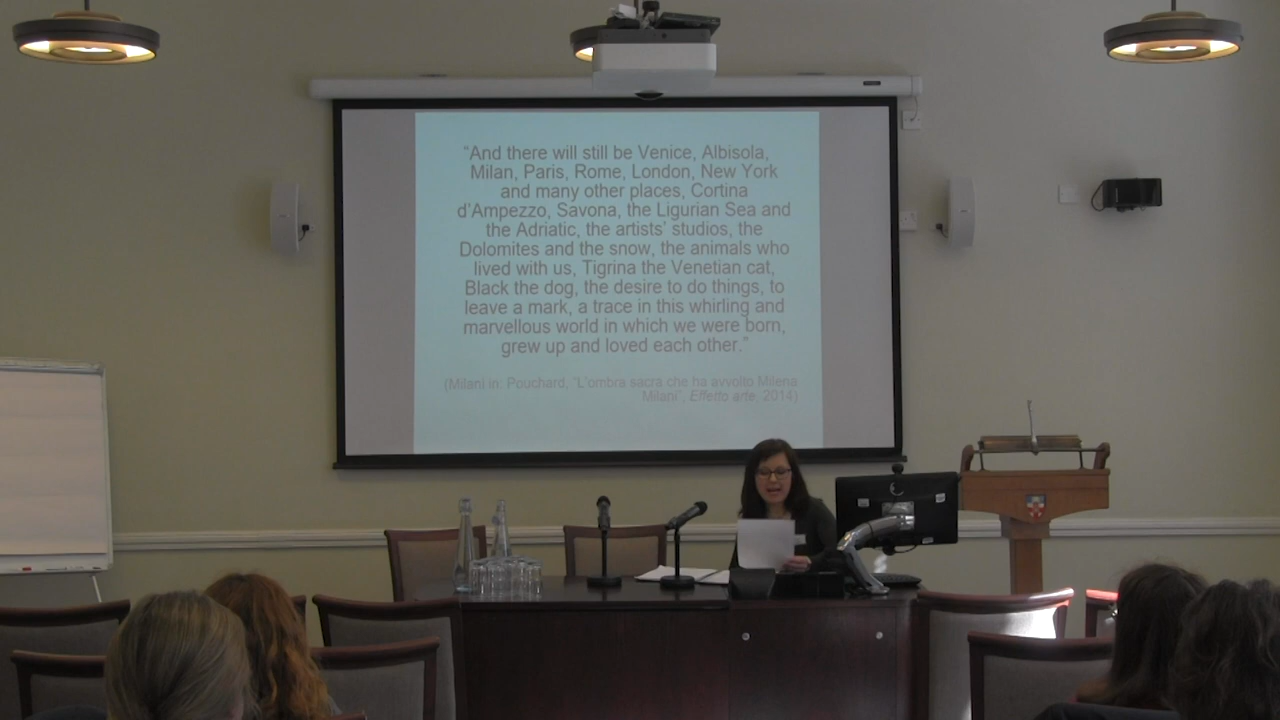 “And there will still be Venice, Albisola,
Milan, Paris, Rome, London, New York
and many other places, Cortina
d’Ampezzo, Savona, the Ligurian Sea and
the Adriatic, the artists’ studios, the
Dolomites and the snow, the animals who
lived with us, Tigrina the Venetian cat,
Black the dog, the desire to do things, to
leave a mark, a trace in this whirling and
marvellous world in which we were born,
grew up and loved each other.”
(Milani in: Pouchard, “L’ombra sacra che ha avvolto Milena
Milani”, Effetto arte, 2014)